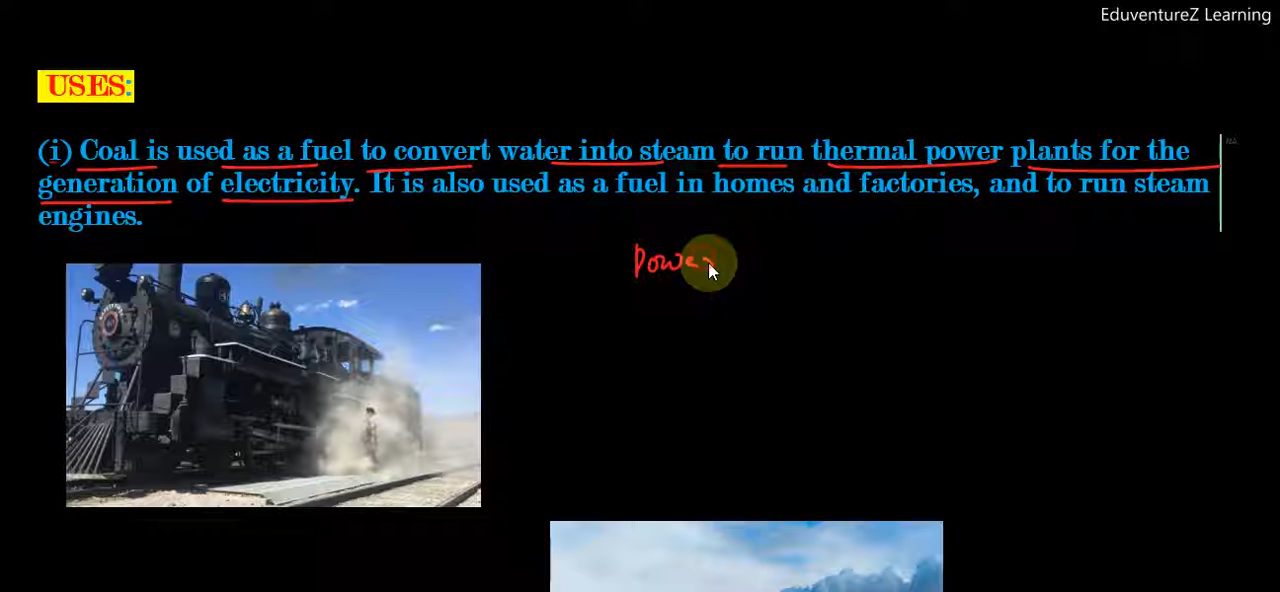 EduventureZ Learning
USES:
(i) Coal is used as a fuel to convert water into steam to run thermal power plants for the
generation of electricity. It is also used as a fuel in homes and factories, and to run steam
engines.
Power